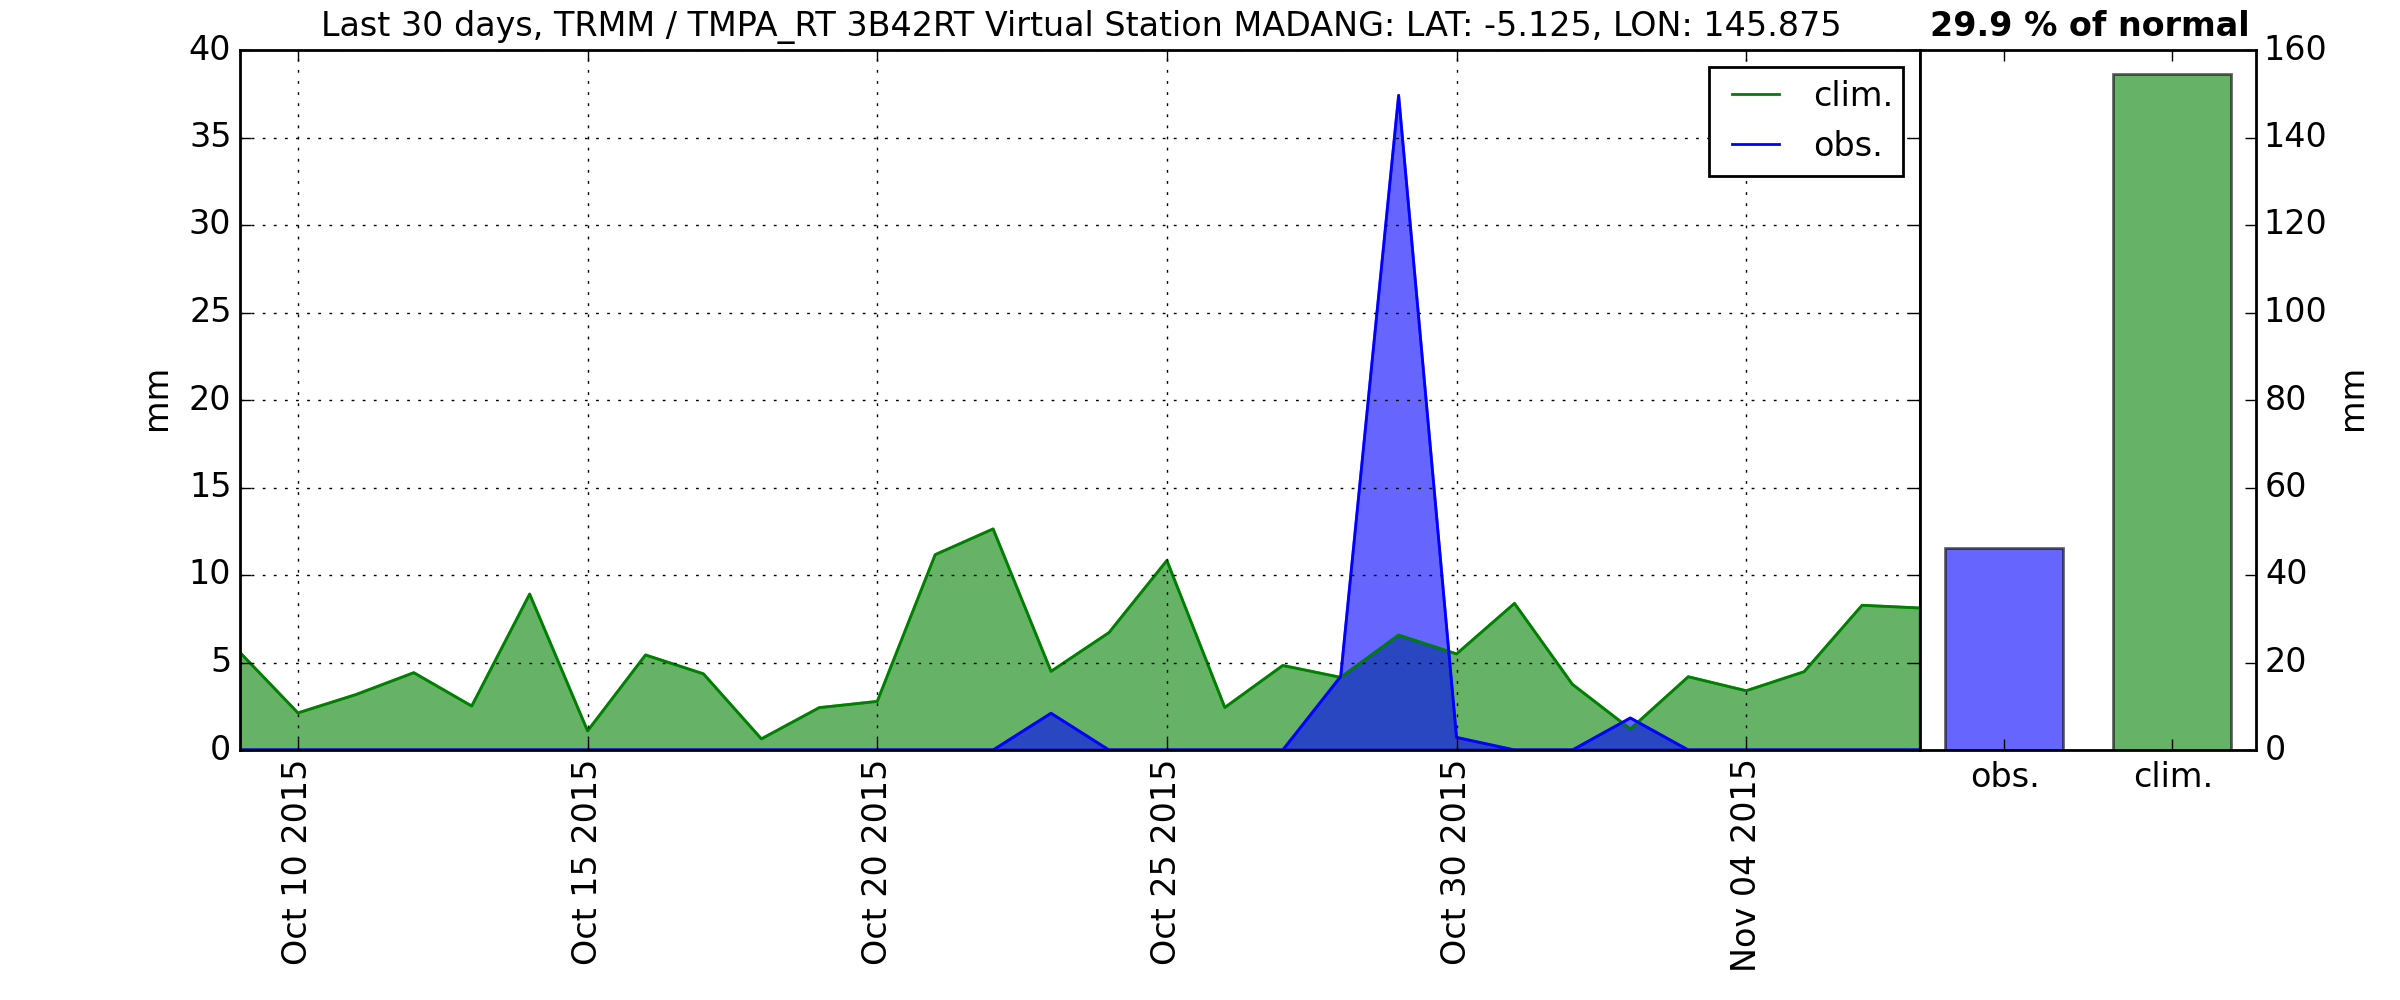 Last 30 days, TRMM / TMPA_RT 3B42RT Virtual Station MADANG: LAT: -5.125, LON: 145.875
29.9 % of normal
40
35
30
25
20
15
10
5
0
mm
clim.
obs.
160
140
120
100
80
60
40
20
0
mm
Oct 10 2015
Oct 15 2015
Oct 20 2015
Oct 25 2015
Oct 30 2015
Nov 04 2015
obs.
clim.